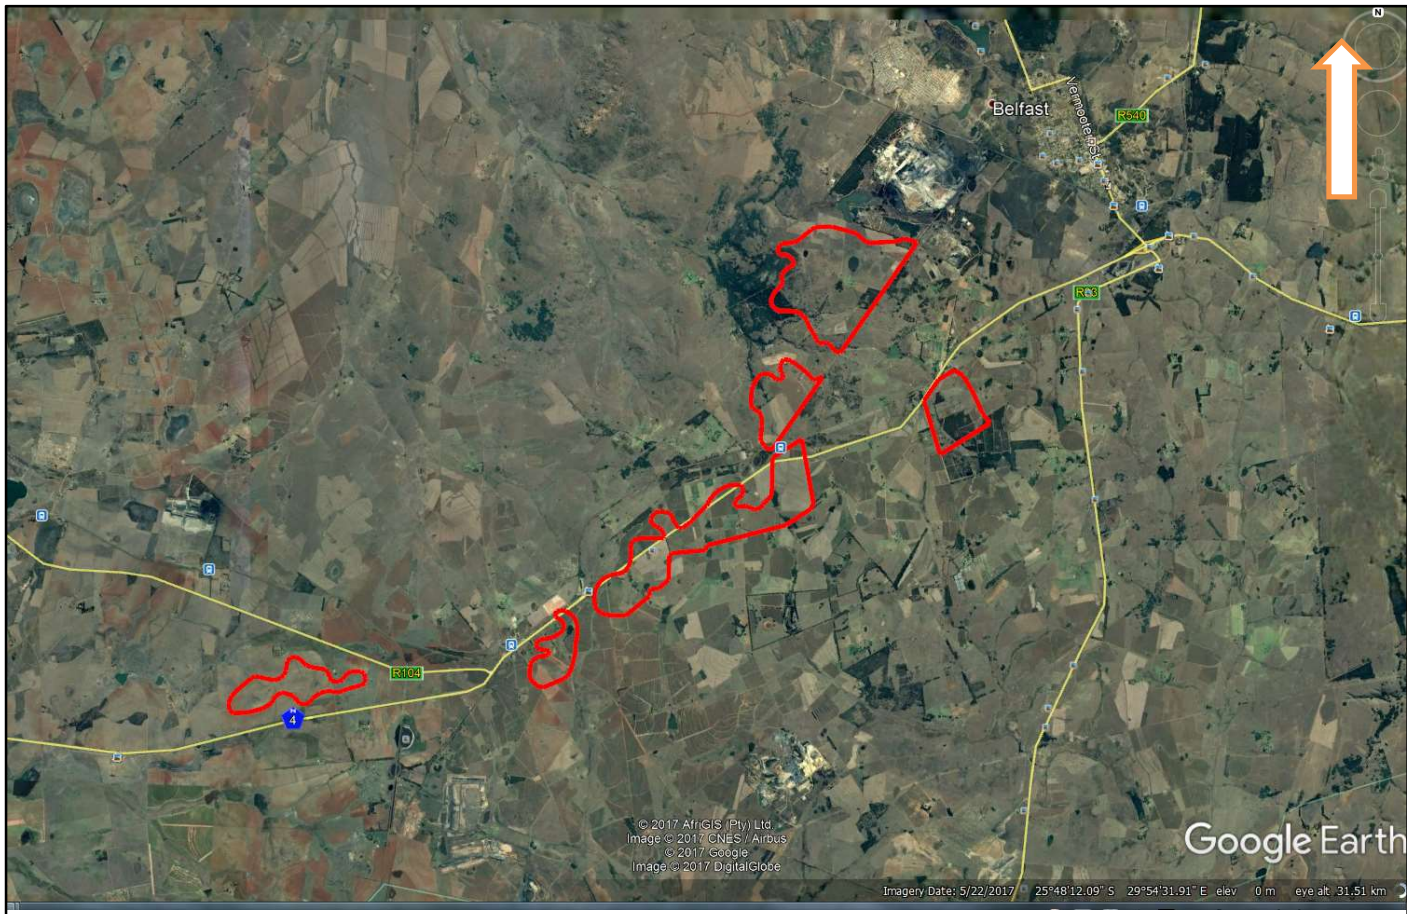 N
Belfast
Vermooten St
R540
R33
R104
N
4
© 2017 AfriGIS (Pty) Ltd.
Image © 2017 CNES / Airbus
© 2017 Google
Image © 2017 DigitalGlobe
Google Earth
Imagery Date: 5/22/2017 25°48'12.09" S 29°54'31.91" E elev 0 m eye alt 31.51 km